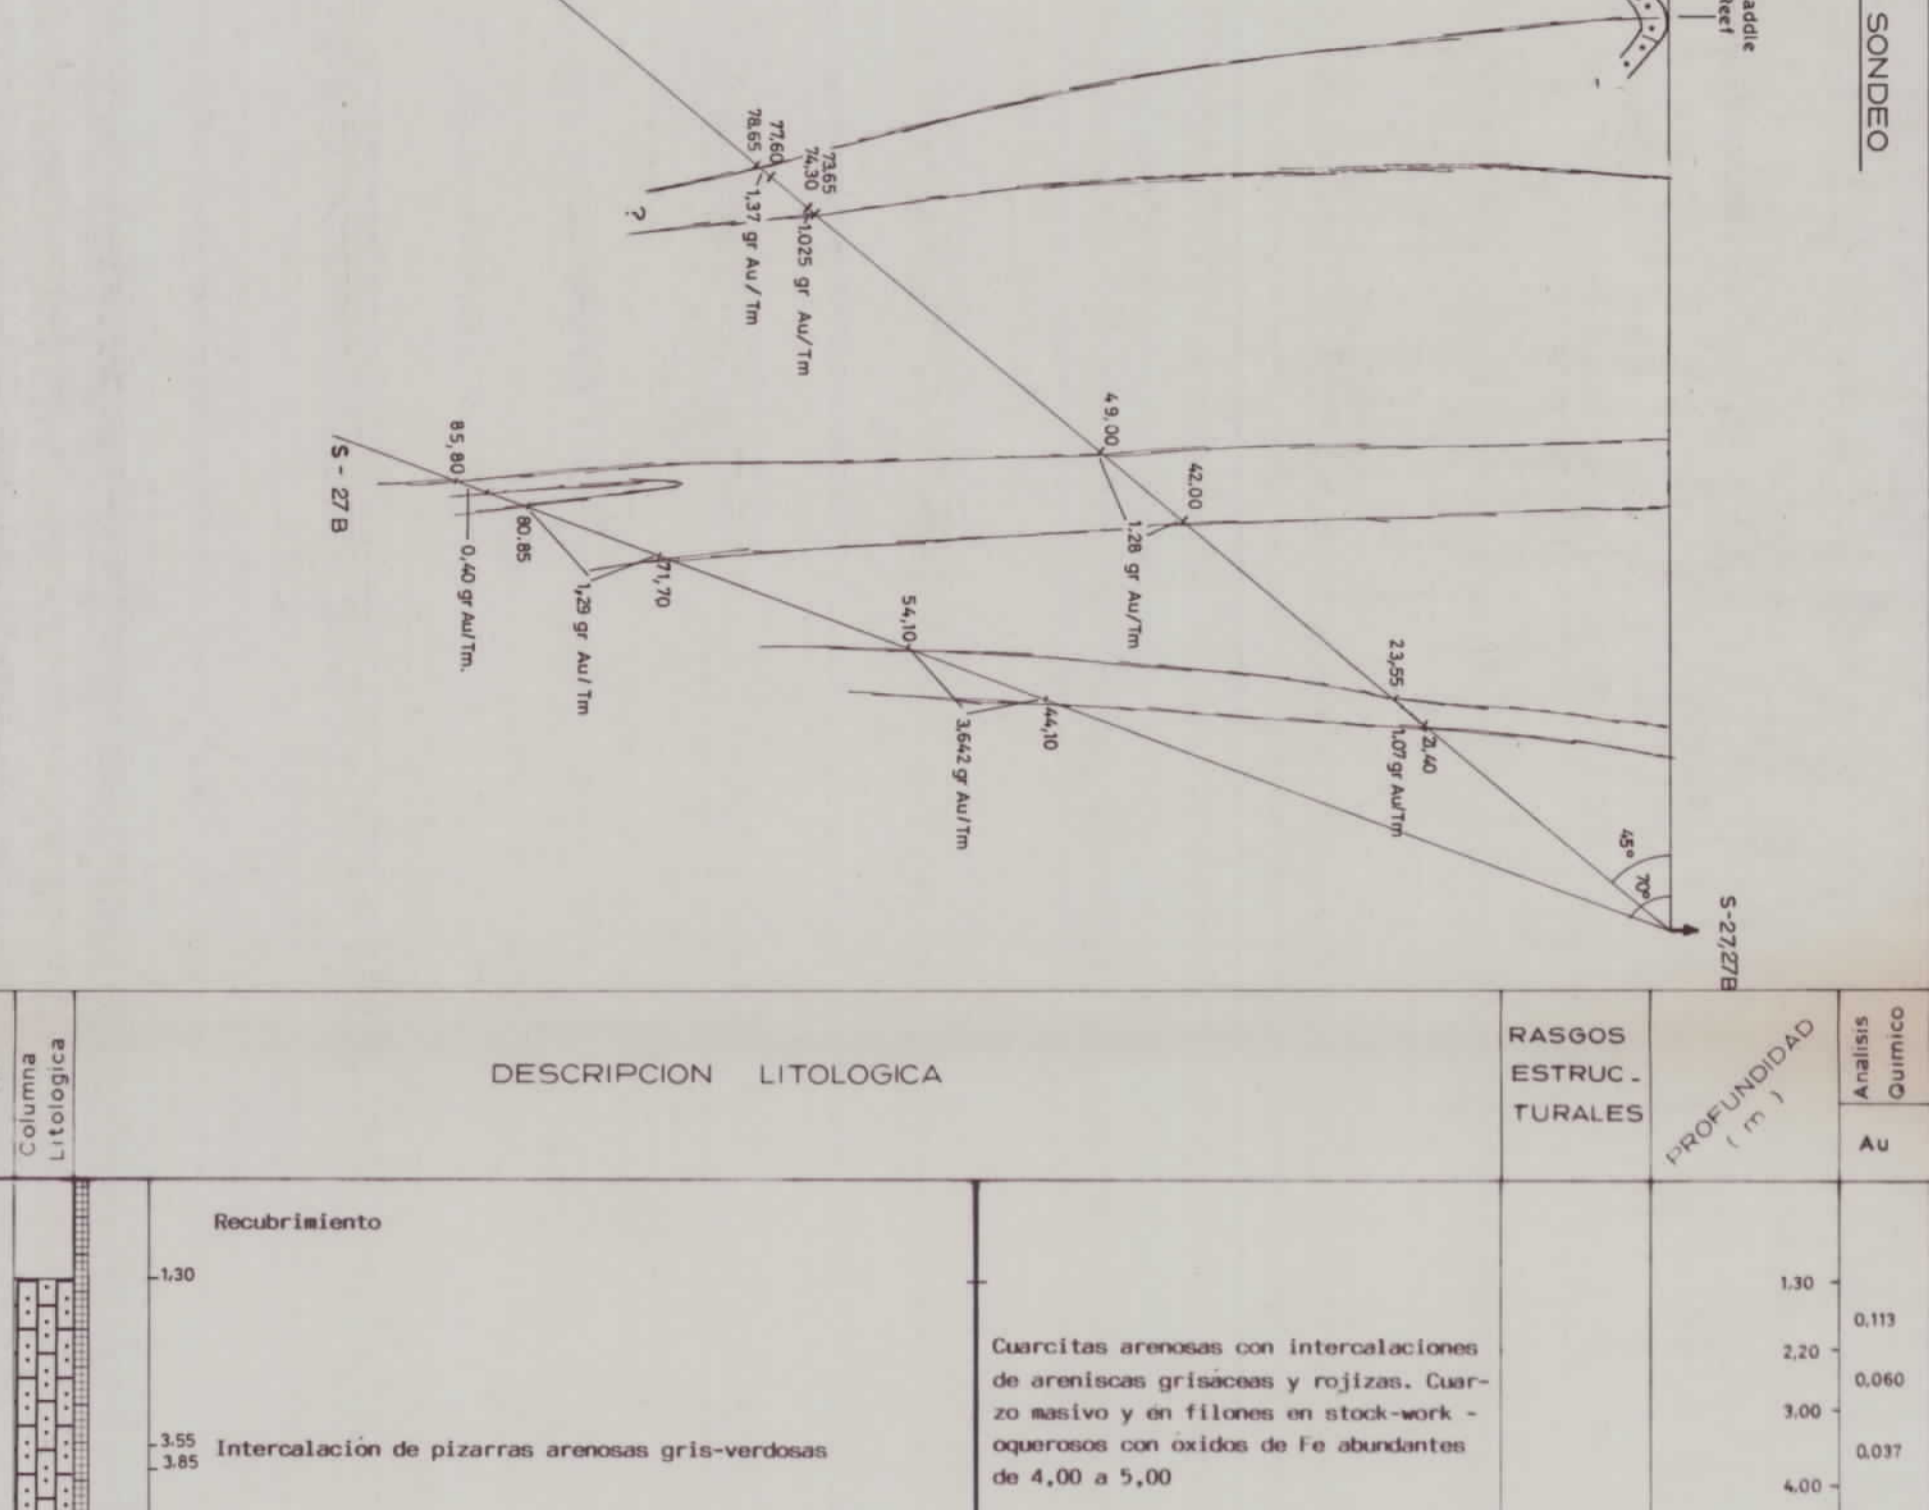 SONDEO
addle
Reef
73.65
74,30
77,60
78.65
1,025 gr Au/Tm
1,37 gr Au/Tm
?
49,00
42,00
1.28 gr Au/Tm
23,55
21,40
1.07 gr Au/Tm
85,80
80.85
0,40 gr Au/Tm.
71,70
1,29 gr Au/Tm
54,10
44,10
3,642 gr Au/Tm
S - 27 B
45°
70°
S-27,27B
Columna
Litologica
DESCRIPCION LITOLOGICA
RASGOS
ESTRUC-
TURALES
PROFUNDIDAD
( m )
Analisis
Quimico
Au
Recubrimiento
1,30
3.55
3.85
Intercalación de pizarras arenosas gris-verdosas
Cuarcitas arenosas con intercalaciones
de areniscas grisáceas y rojizas. Cuar-
zo masivo y en filones en stock-work -
oquerosos con óxidos de Fe abundantes
de 4,00 a 5,00
1.30
0.113
2,20
0.060
3.00
0.037
4.00